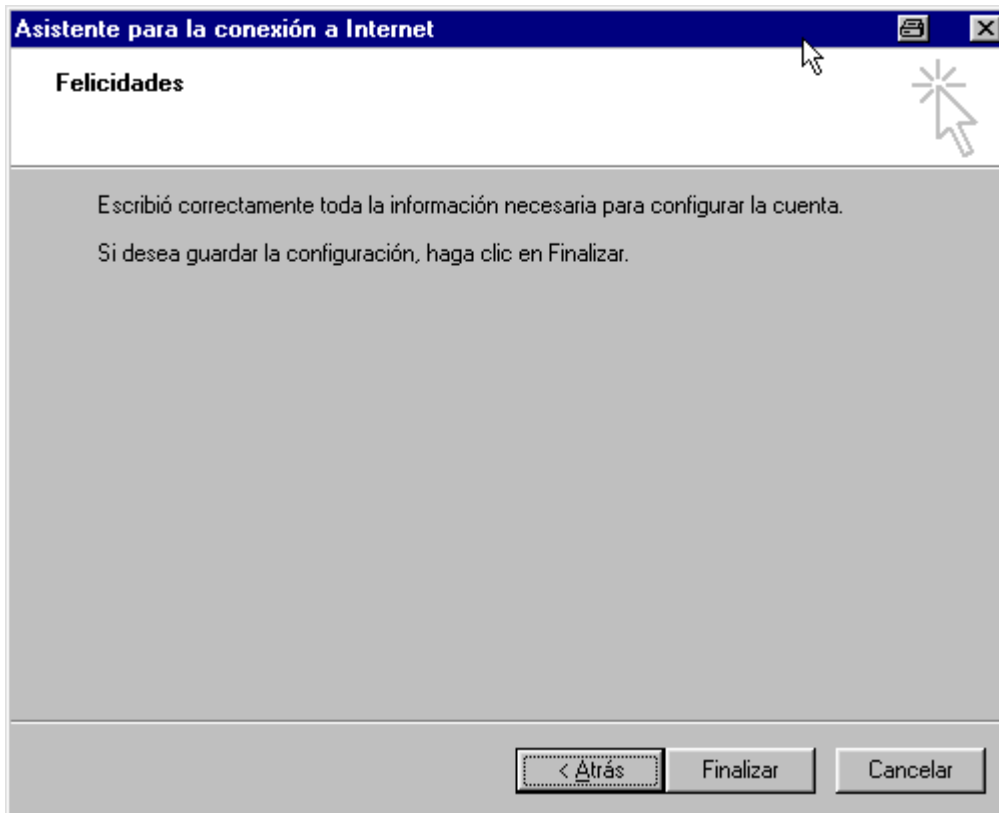 Asistente para la conexión a Internet
Felicidades
Escribió correctamente toda la información necesaria para configurar la cuenta.
Si desea guardar la configuración, haga clic en Finalizar.
< Atrás
Finalizar
Cancelar